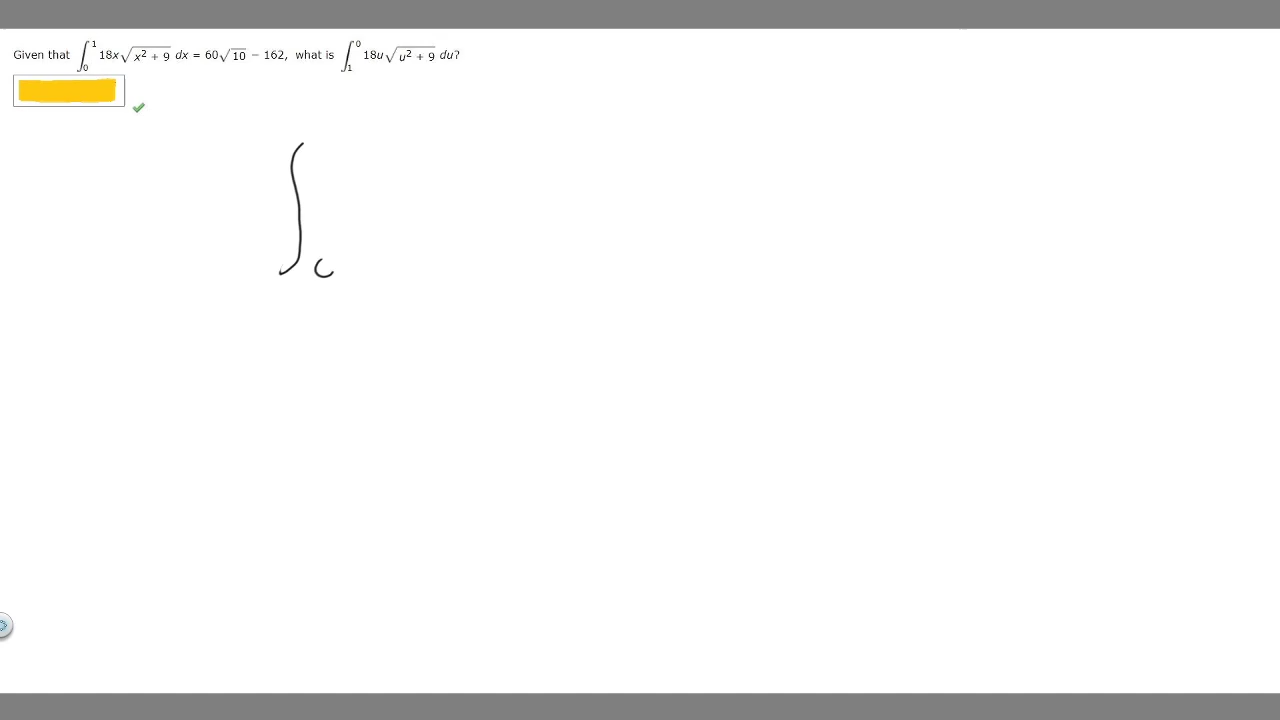 Given that ∫₀¹ 18x√(x² + 9) dx = 60√10 − 162, what is ∫₁⁰ 18u√(u² + 9) du?
∫c